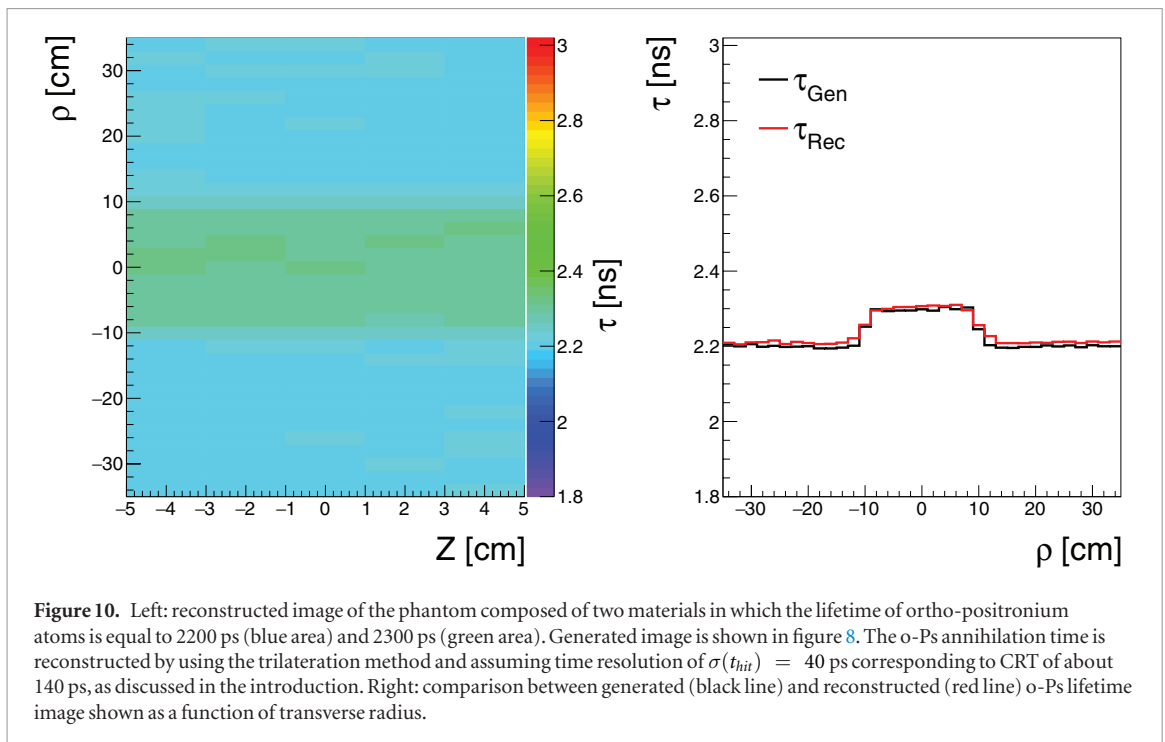 ρ [cm]
30
20
10
0
−10
−20
−30
−5 −4 −3 −2 −1 0 1 2 3 4 5
Z [cm]
3
2.8
2.6
2.4
2.2
2
1.8
τ [ns]
τ [ns]
3
2.8
2.6
2.4
2.2
2
1.8
τGen
τRec
−30 −20 −10 0 10 20 30
ρ [cm]
Figure 10. Left: reconstructed image of the phantom composed of two materials in which the lifetime of ortho-positronium
atoms is equal to 2200 ps (blue area) and 2300 ps (green area). Generated image is shown in figure 8. The o-Ps annihilation time is
reconstructed by using the trilateration method and assuming time resolution of σ(thit) = 40 ps corresponding to CRT of about
140 ps, as discussed in the introduction. Right: comparison between generated (black line) and reconstructed (red line) o-Ps lifetime
image shown as a function of transverse radius.